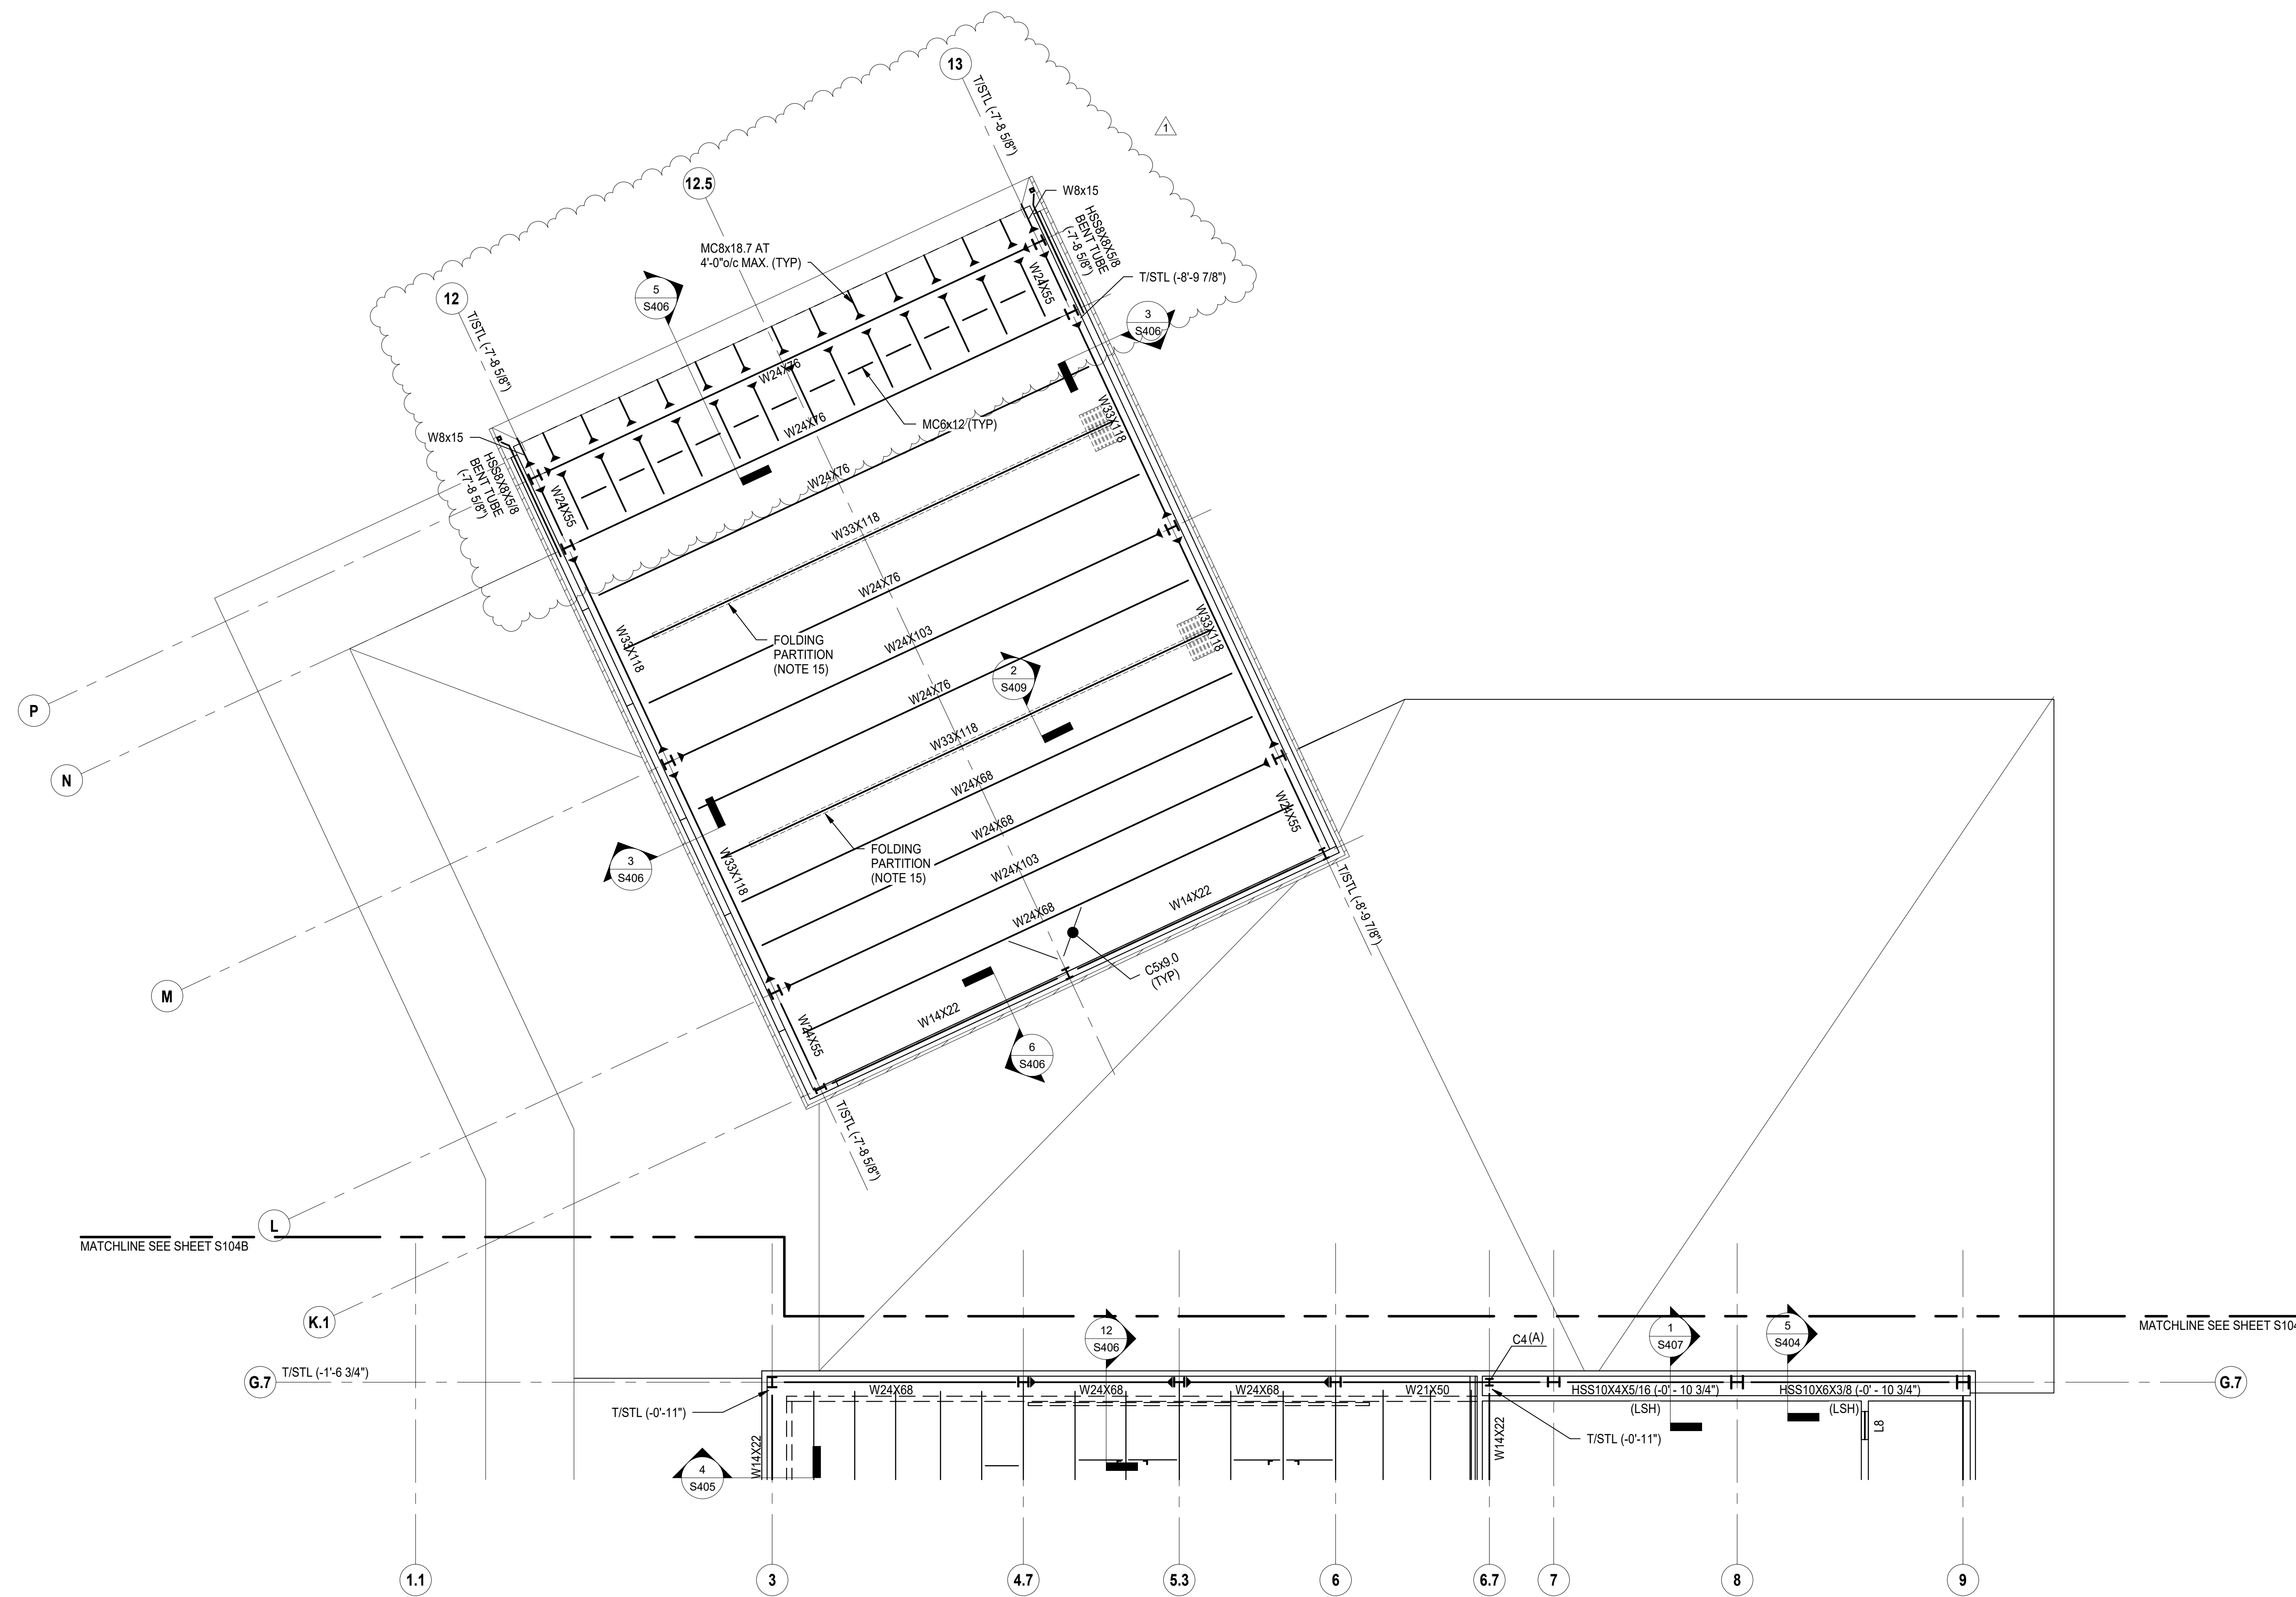 13
T/STL (-7'-8 5/8")
1
12.5
W8x15
HSS8X8X5/8
BENT TUBE
(-7'-8 5/8")
MC8x18.7 AT
4'-0"o/c MAX. (TYP)
W24X55
T/STL (-8'-9 7/8")
5
S406
12
T/STL (-7'-8 5/8")
3
S406
W24X76
MC6x12 (TYP)
W24X76
W33X118
W8x15
HSS8X8X5/8
BENT TUBE
(-7'-8 5/8")
W24X55
W24X76
W33X118
W24X76
FOLDING
PARTITION
(NOTE 15)
W33X118
W24X103
W33X118
2
S409
W24X76
P
W33X118
N
W24X68
W24X68
W24X55
3
S406
W33X118
FOLDING
PARTITION
(NOTE 15)
W24X103
W14X22
W24X68
T/STL (-8'-9 7/8")
C5x9.0
(TYP)
M
W14X22
W24X55
6
S406
T/STL (-7'-8 5/8")
L
MATCHLINE SEE SHEET S104B
K.1
MATCHLINE SEE SHEET S104
12
S406
1
S407
5
S404
C4 (A)
G.7
T/STL (-1'-6 3/4")
G.7
W24X68
W24X68
W24X68
W21X50
HSS10X4X5/16 (-0' - 10 3/4")
(LSH)
HSS10X6X3/8 (-0' - 10 3/4")
(LSH)
T/STL (-0'-11")
W14X22
W14X22
T/STL (-0'-11")
L8
4
S405
1.1
3
4.7
5.3
6
6.7
7
8
9